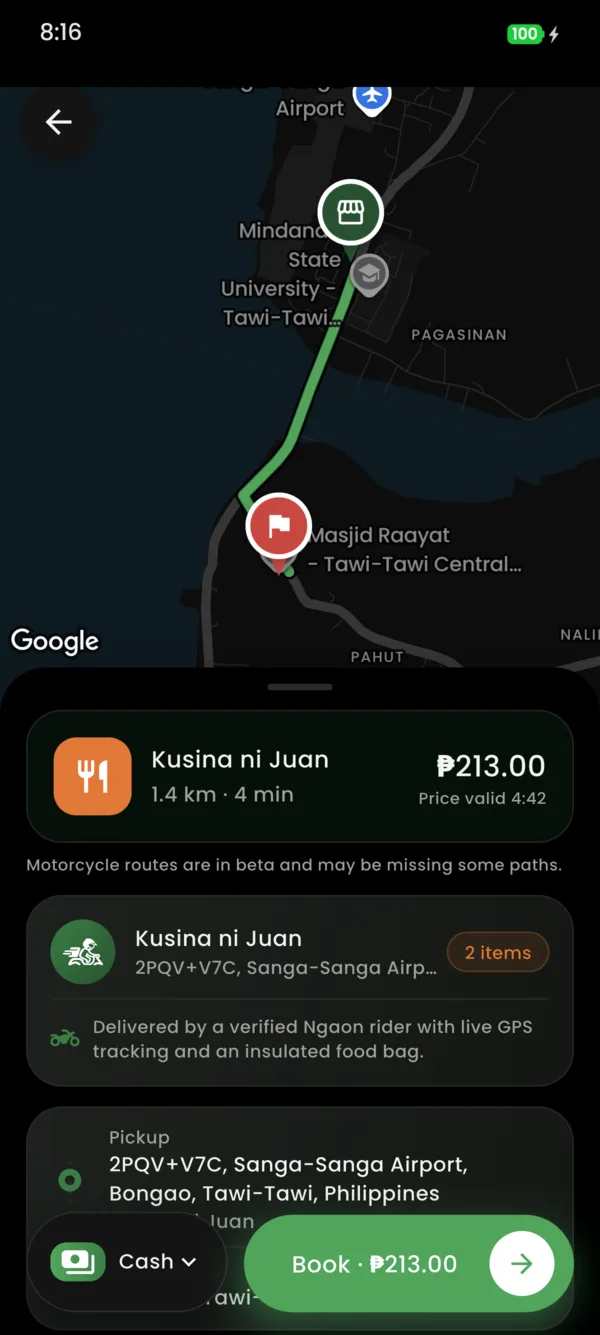 8:16
100
Airport
Mindana
State
University -
Tawi-Tawi...
PAGASINAN
Masjid Raayat
- Tawi-Tawi Central...
Google
NALI
PAHUT
Kusina ni Juan
₱213.00
1.4 km · 4 min
Price valid 4:42
Motorcycle routes are in beta and may be missing some paths.
Kusina ni Juan
2PQV+V7C, Sanga-Sanga Airp...
2 items
Delivered by a verified Ngaon rider with live GPS
tracking and an insulated food bag.
Pickup
2PQV+V7C, Sanga-Sanga Airport,
Bongao, Tawi-Tawi, Philippines
Juan
Cash
Book · ₱213.00